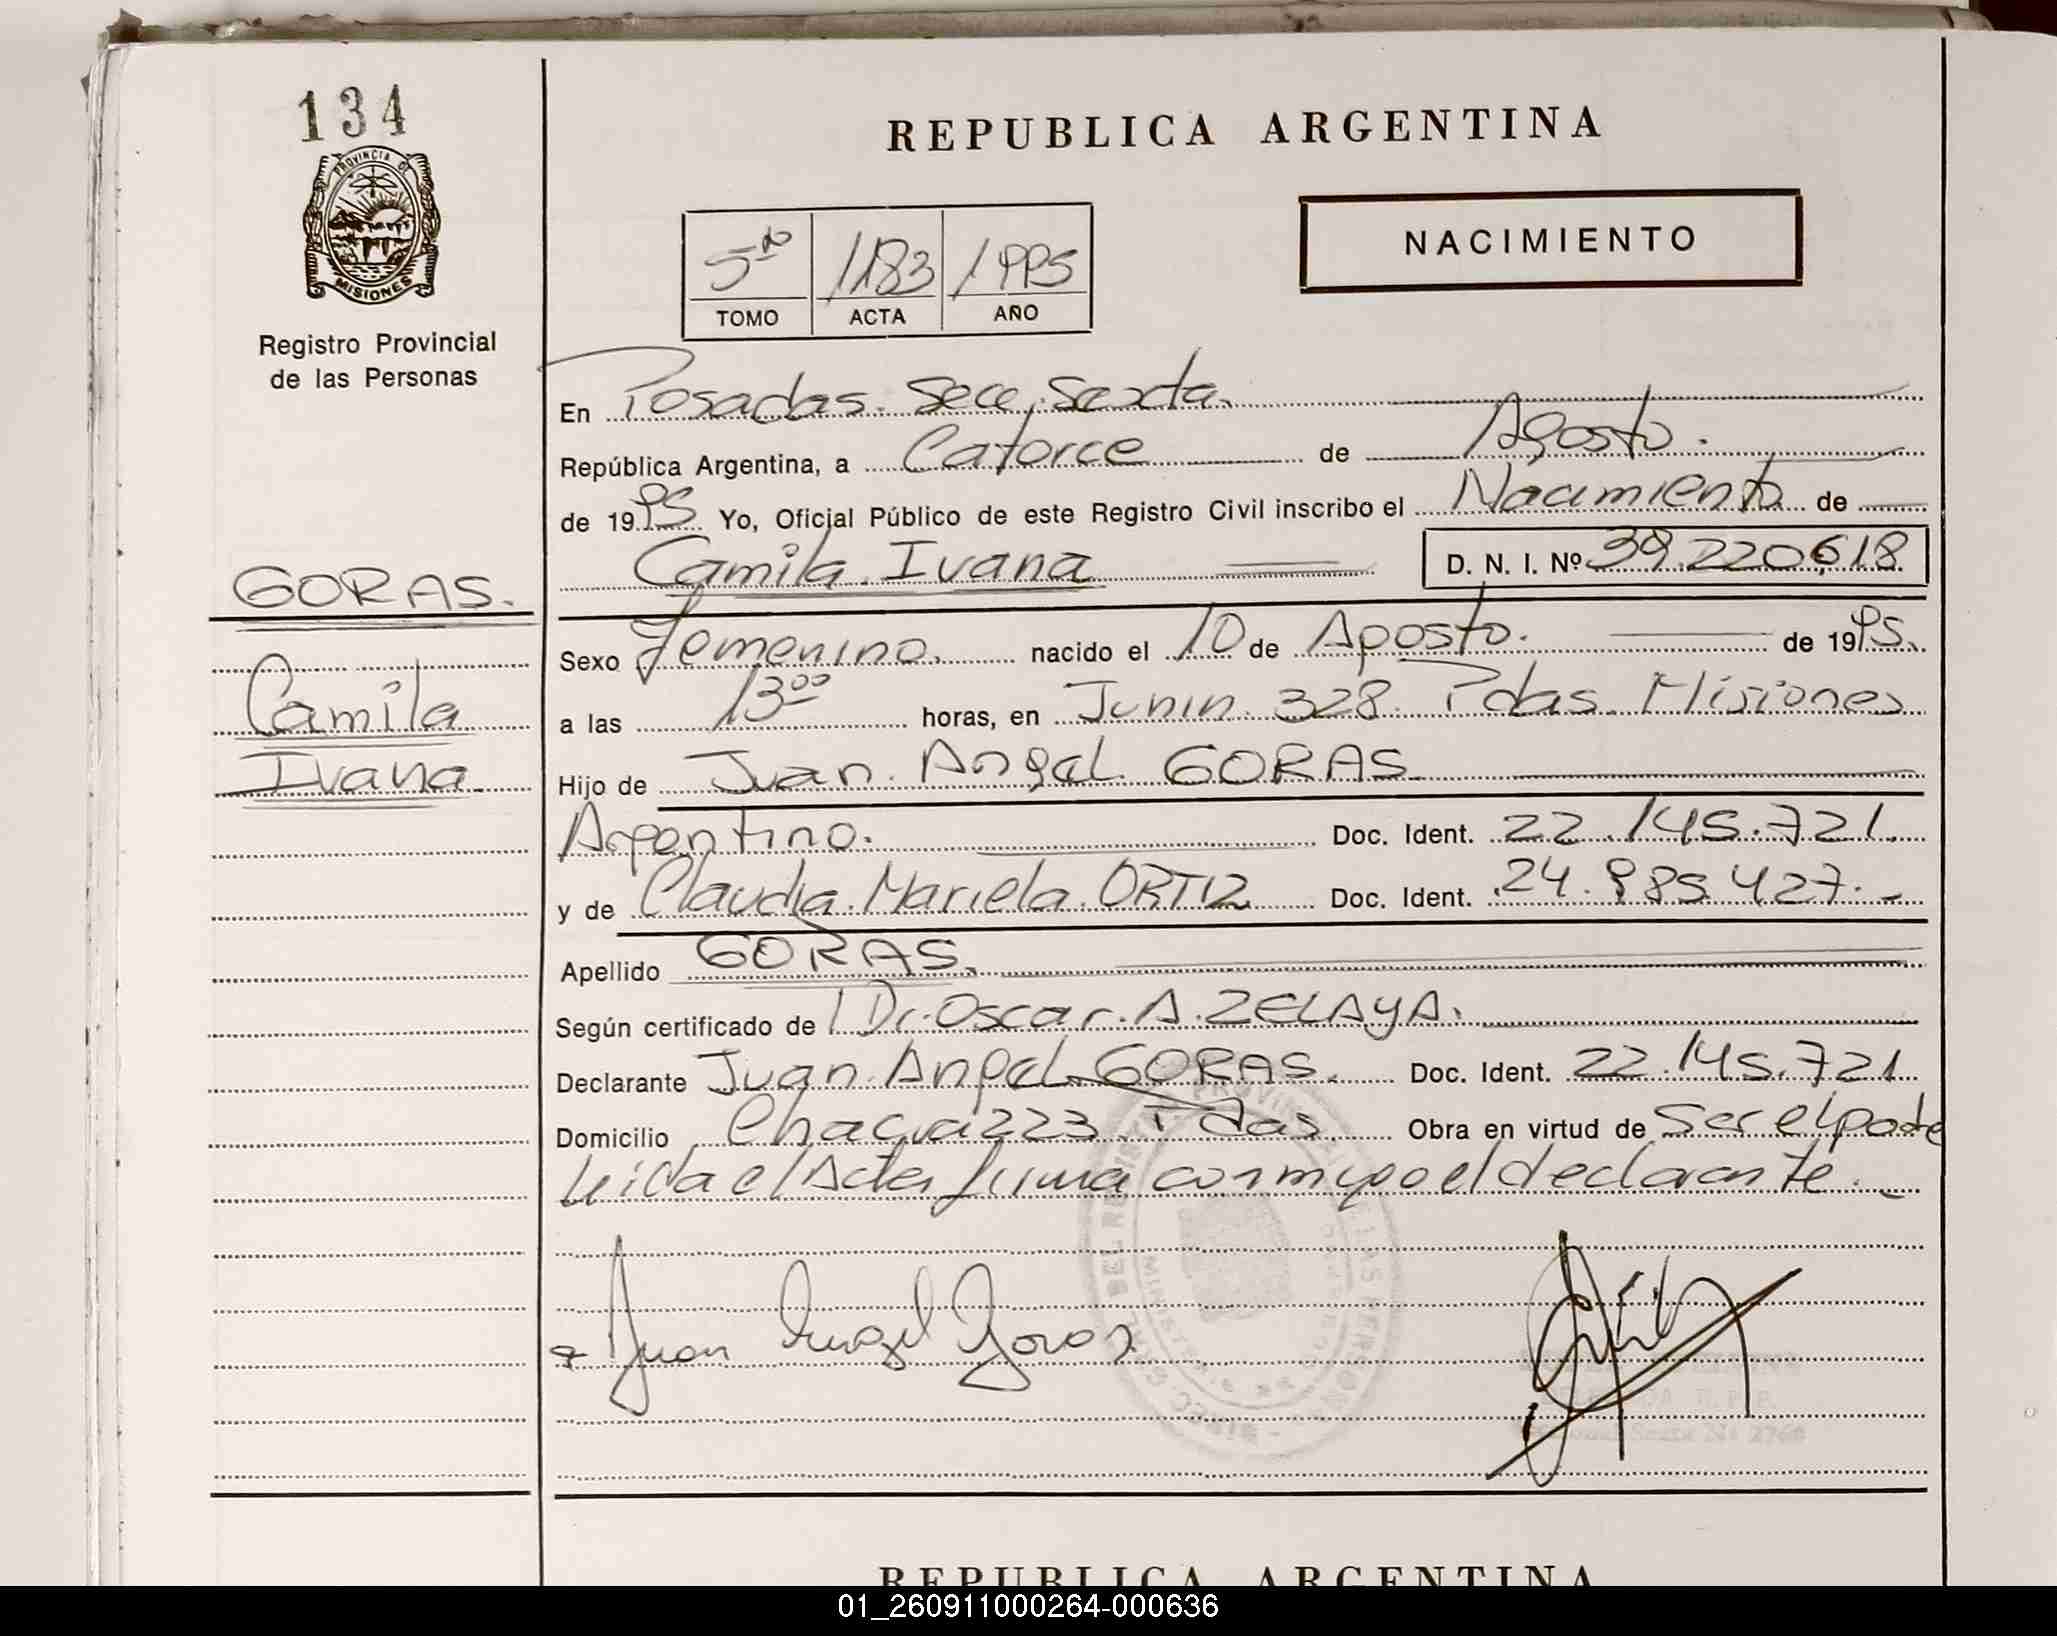 134
PROVINCIA DE
MISIONES
Registro Provincial
de las Personas
REPUBLICA ARGENTINA
NACIMIENTO
5to 1183 1995
TOMO ACTA AÑO
En Posadas. Secc. Sexta.
República Argentina, a Catorce de Agosto.
de 1995 Yo, Oficial Público de este Registro Civil inscribo el Nacimiento de
Camila Ivana D. N. I. Nº 39.220.618
GORAS.
Camila
Ivana.
Sexo Femenino. nacido el 10 de Agosto. de 1995.
a las 13 00 horas, en Junin 328. Pdas. Misiones
Hijo de Juan Angel GORAS
Argentino. Doc. Ident. 22.145.721.
y de Claudia Mariela ORTIZ Doc. Ident. 24.985.427.-
Apellido GORAS.
Según certificado de Dr. Oscar A. ZELAYA.
Declarante Juan Angel GORAS. Doc. Ident. 22.145.721
Domicilio Chacra 223 Pdas. Obra en virtud de Ser el padre
leida el Acta firma conmigo el declarante.-
Juan Angel Goras
REPUBLICA ARGENTINA
01_260911000264-000636